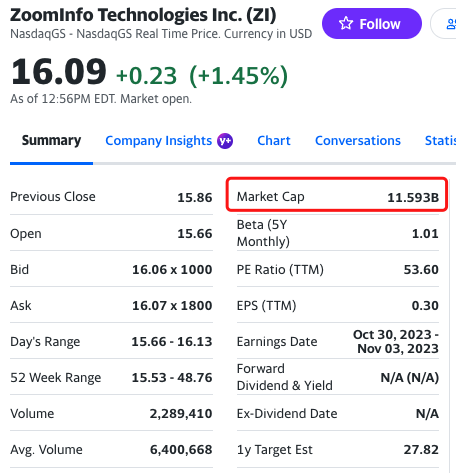 ZoomInfo Technologies Inc. (ZI)
NasdaqGS - NasdaqGS Real Time Price. Currency in USD
Follow
16.09 +0.23 (+1.45%)
As of 12:56PM EDT. Market open.
Summary Company Insights y+ Chart Conversations Statis
Previous Close 15.86
Open 15.66
Bid 16.06 x 1000
Ask 16.07 x 1800
Day's Range 15.66 - 16.13
52 Week Range 15.53 - 48.76
Volume 2,289,410
Avg. Volume 6,400,668
Market Cap 11.593B
Beta (5Y
Monthly) 1.01
PE Ratio (TTM) 53.60
EPS (TTM) 0.30
Earnings Date Oct 30, 2023 -
Nov 03, 2023
Forward
Dividend & Yield N/A (N/A)
Ex-Dividend Date N/A
1y Target Est 27.82